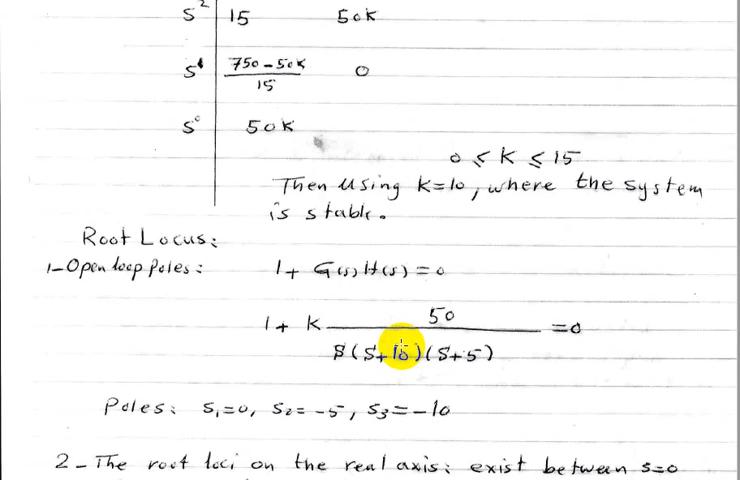 s² 15 50K
s¹ (750-50K)/15 0
s⁰ 50K
0 ≤ K ≤ 15
Then using K=10, where the system
is stable.
Root Locus:
1-Open loop Poles: 1+ G(s)H(s)=0
1+ K 50/(S(S+10)(S+5)) =0
Poles: S₁=0, S₂=-5, S₃=-10
2-The root loci on the real axis: exist between s=0